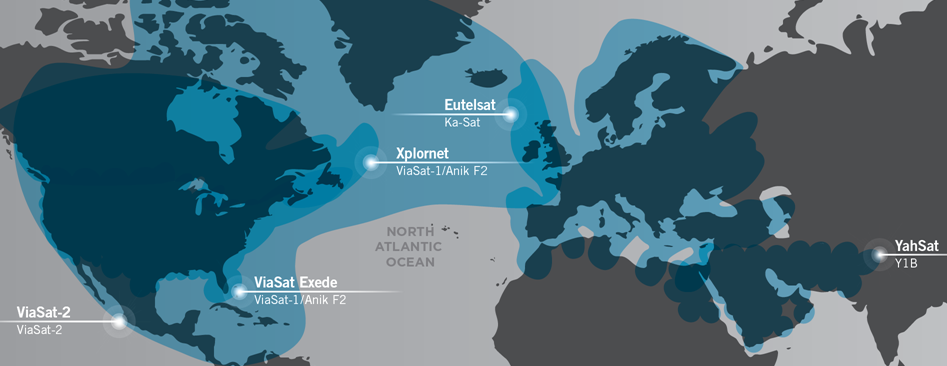 Eutelsat
Ka-Sat
Xplornet
ViaSat-1/Anik F2
NORTH
ATLANTIC
OCEAN
YahSat
Y1B
ViaSat Exede
ViaSat-1/Anik F2
ViaSat-2
ViaSat-2